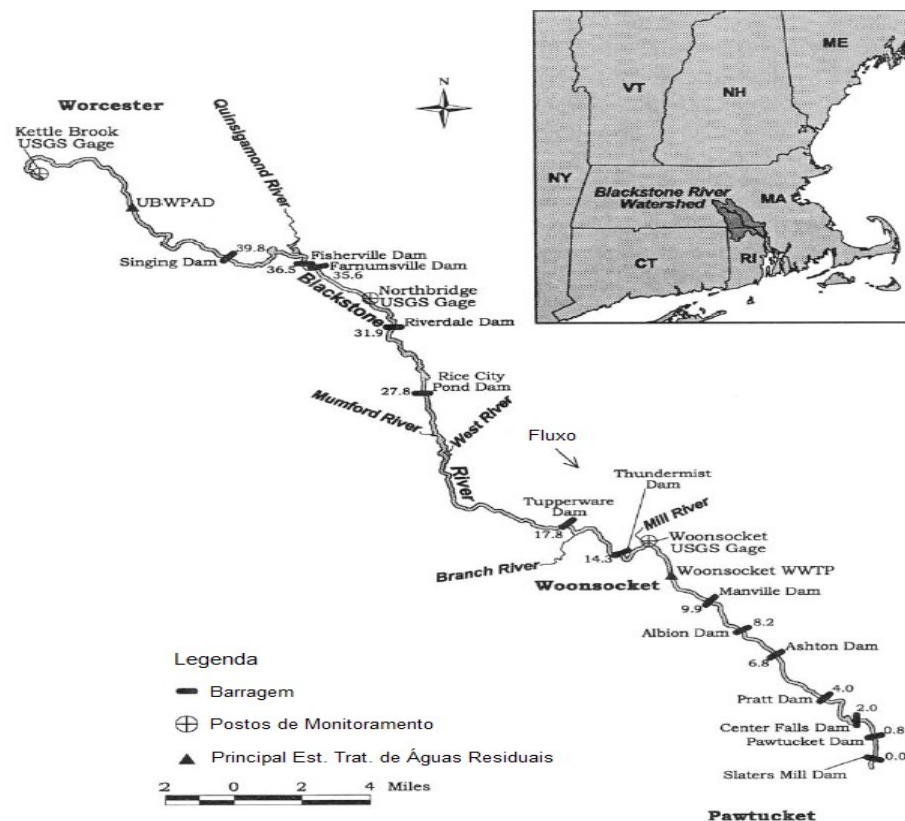 Worcester
Kettle Brook
USGS Gage
UB-WPAD
Quinsigamond River
Singing Dam
39.8
36.5
Fisherville Dam
Farnumsville Dam
35.6
Blackstone
Northbridge
USGS Gage
Riverdale Dam
31.9
Rice City
Pond Dam
27.8
Mumford River
West River
River
Fluxo
Thundermist
Dam
Tupperware
Dam
17.8
Mill River
14.3
Woonsocket
USGS Gage
Branch River
Woonsocket
Woonsocket WWTP
Manville Dam
9.9
8.2
Albion Dam
Ashton Dam
6.8
4.0
Pratt Dam
2.0
Center Falls Dam
0.8
Pawtucket Dam
0.0
Slaters Mill Dam
Pawtucket
N
ME
VT
NH
NY
Blackstone River
Watershed
MA
CT
RI
Legenda
Barragem
Postos de Monitoramento
Principal Est. Trat. de Águas Residuais
2 0 2 4 Miles